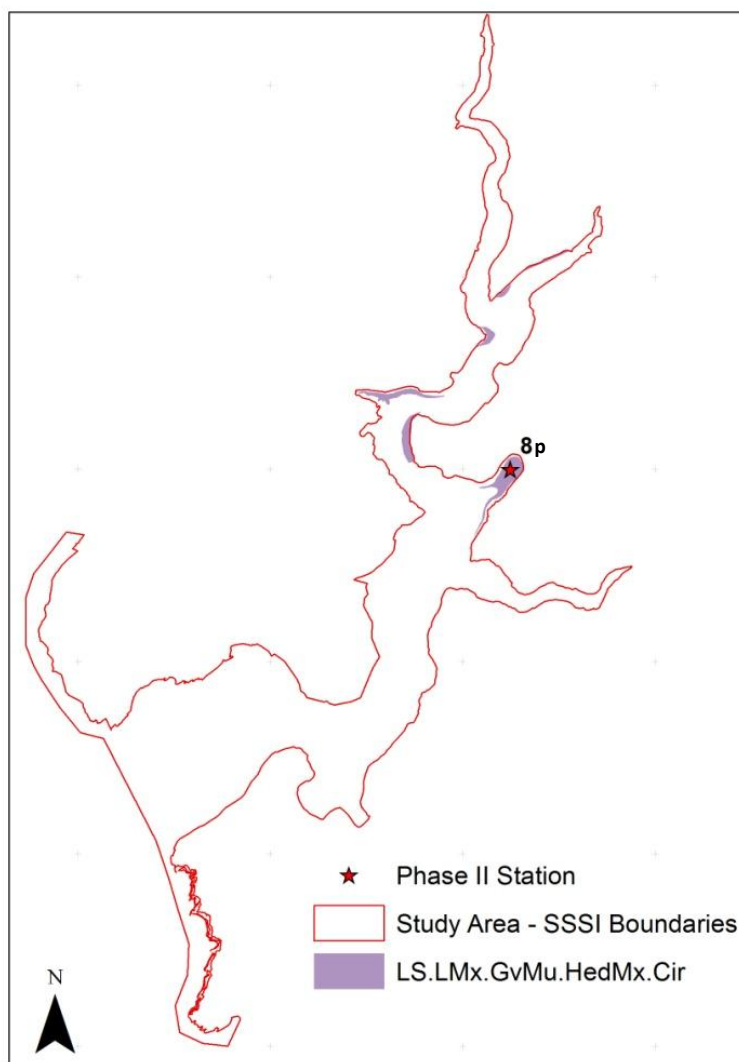 8p
Phase II Station
Study Area - SSSI Boundaries
LS.LMx.GvMu.HedMx.Cir
N